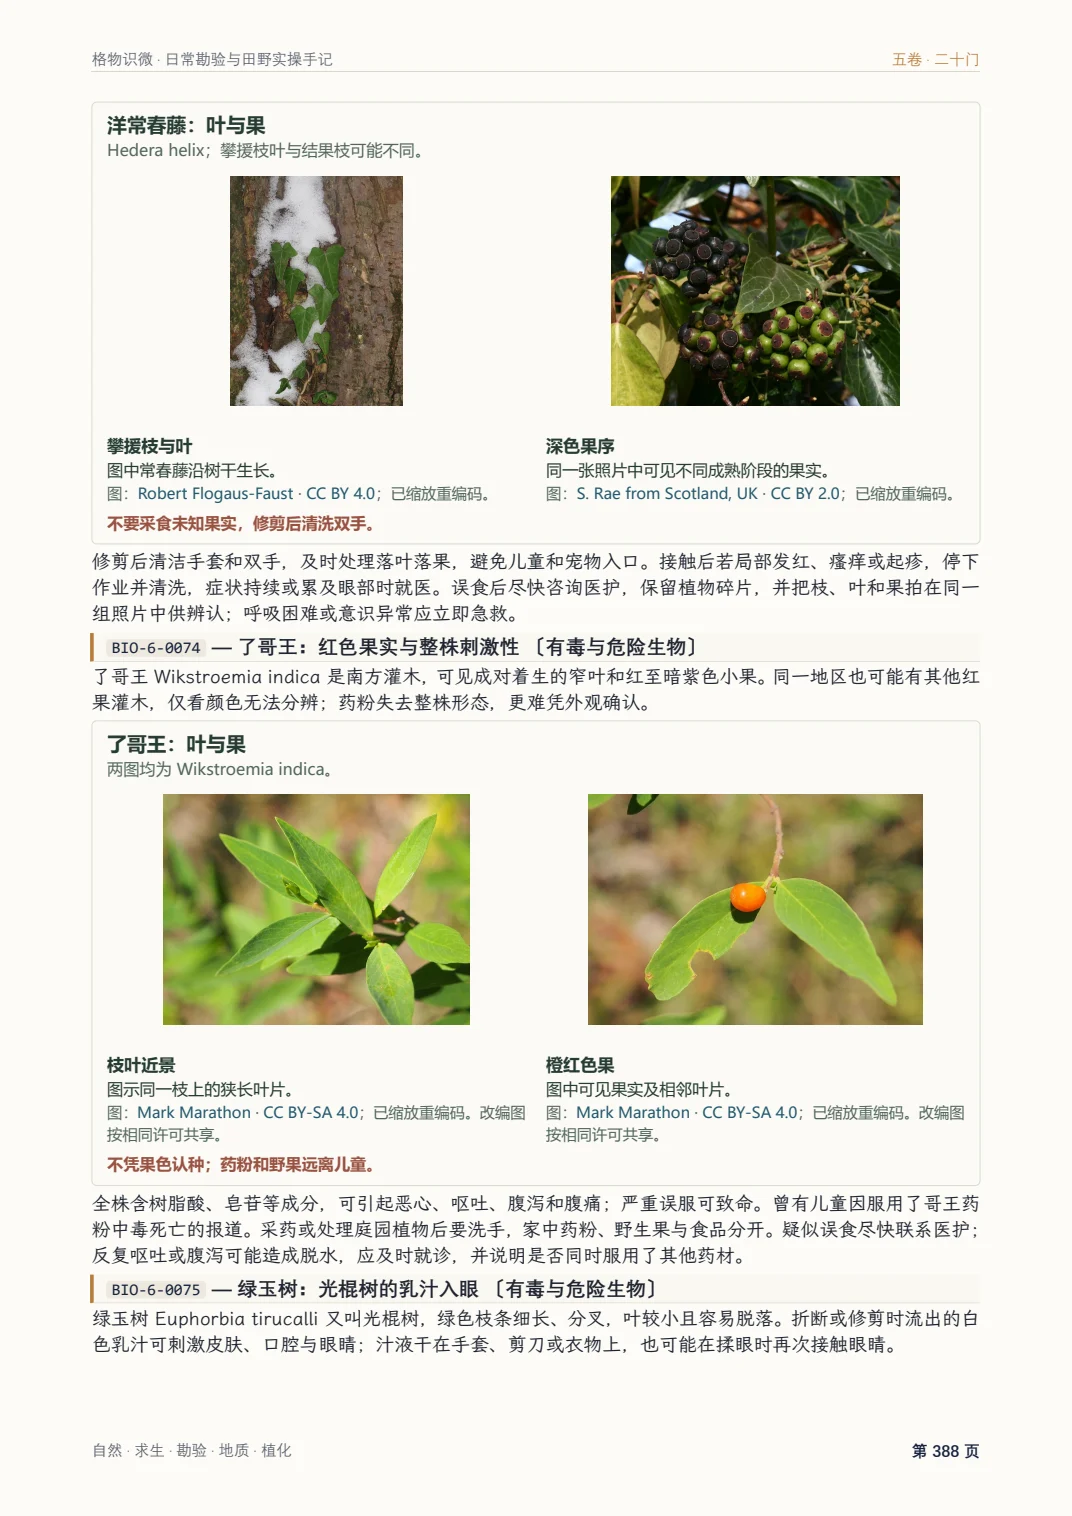 格物识微 · 日常勘验与田野实操手记
五卷 · 二十门
洋常春藤：叶与果
Hedera helix；攀援枝叶与结果枝可能不同。
攀援枝与叶
图中常春藤沿树干生长。
图：Robert Flogaus-Faust · CC BY 4.0；已缩放重编码。
深色果序
同一张照片中可见不同成熟阶段的果实。
图：S. Rae from Scotland, UK · CC BY 2.0；已缩放重编码。
不要采食未知果实，修剪后清洗双手。
修剪后清洁手套和双手，及时处理落叶落果，避免儿童和宠物入口。接触后若局部发红、瘙痒或起疹，停下
作业并清洗，症状持续或累及眼部时就医。误食后尽快咨询医护，保留植物碎片，并把枝、叶和果拍在同一
组照片中供辨认；呼吸困难或意识异常应立即急救。
BIO-6-0074 — 了哥王：红色果实与整株刺激性 〔有毒与危险生物〕
了哥王 Wikstroemia indica 是南方灌木，可见成对着生的窄叶和红至暗紫色小果。同一地区也可能有其他红
果灌木，仅看颜色无法分辨；药粉失去整株形态，更难凭外观确认。
了哥王：叶与果
两图均为 Wikstroemia indica。
枝叶近景
图示同一枝上的狭长叶片。
图：Mark Marathon · CC BY-SA 4.0；已缩放重编码。改编图
按相同许可共享。
橙红色果
图中可见果实及相邻叶片。
图：Mark Marathon · CC BY-SA 4.0；已缩放重编码。改编图
按相同许可共享。
不凭果色认种；药粉和野果远离儿童。
全株含树脂酸、皂苷等成分，可引起恶心、呕吐、腹泻和腹痛；严重误服可致命。曾有儿童因服用了哥王药
粉中毒死亡的报道。采药或处理庭园植物后要洗手，家中药粉、野生果与食品分开。疑似误食尽快联系医护；
反复呕吐或腹泻可能造成脱水，应及时就诊，并说明是否同时服用了其他药材。
BIO-6-0075 — 绿玉树：光棍树的乳汁入眼 〔有毒与危险生物〕
绿玉树 Euphorbia tirucalli 又叫光棍树，绿色枝条细长、分叉，叶较小且容易脱落。折断或修剪时流出的白
色乳汁可刺激皮肤、口腔与眼睛；汁液干在手套、剪刀或衣物上，也可能在揉眼时再次接触眼睛。
自然 · 求生 · 勘验 · 地质 · 植化
第 388 页